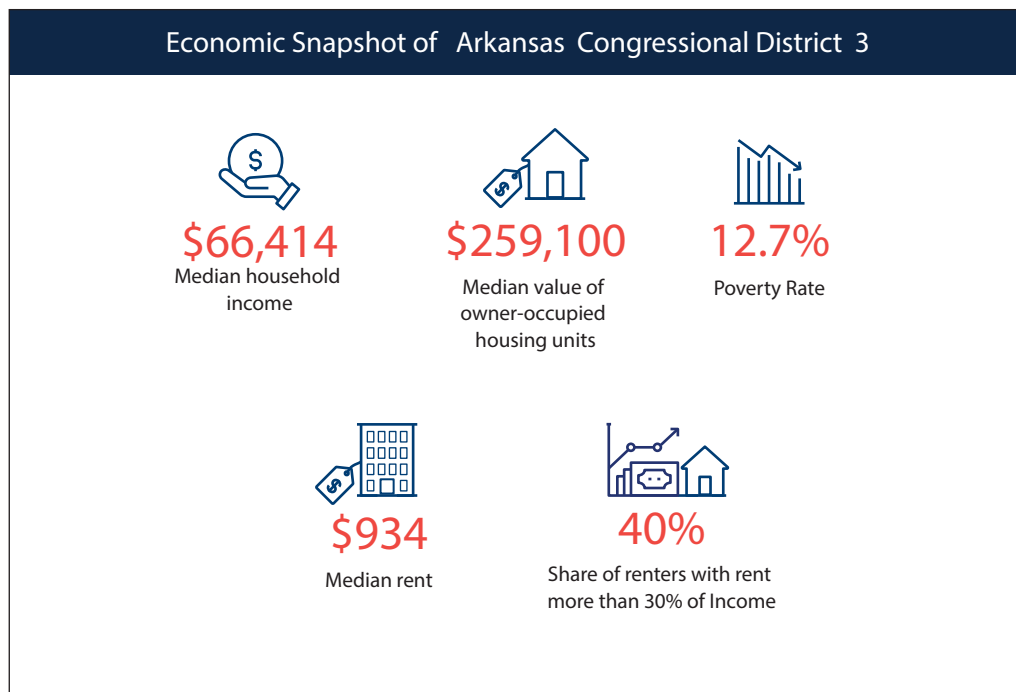 Economic Snapshot of Arkansas Congressional District 3
$
$66,414
Median household
income
$
$259,100
Median value of
owner-occupied
housing units
12.7%
Poverty Rate
$
$934
Median rent
40%
Share of renters with rent
more than 30% of Income